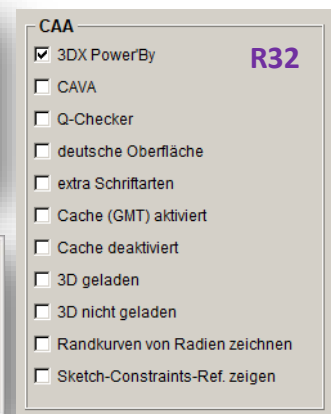 CAA
3DX Power'By
R32
CAVA
Q-Checker
deutsche Oberfläche
extra Schriftarten
Cache (GMT) aktiviert
Cache deaktiviert
3D geladen
3D nicht geladen
Randkurven von Radien zeichnen
Sketch-Constraints-Ref. zeigen